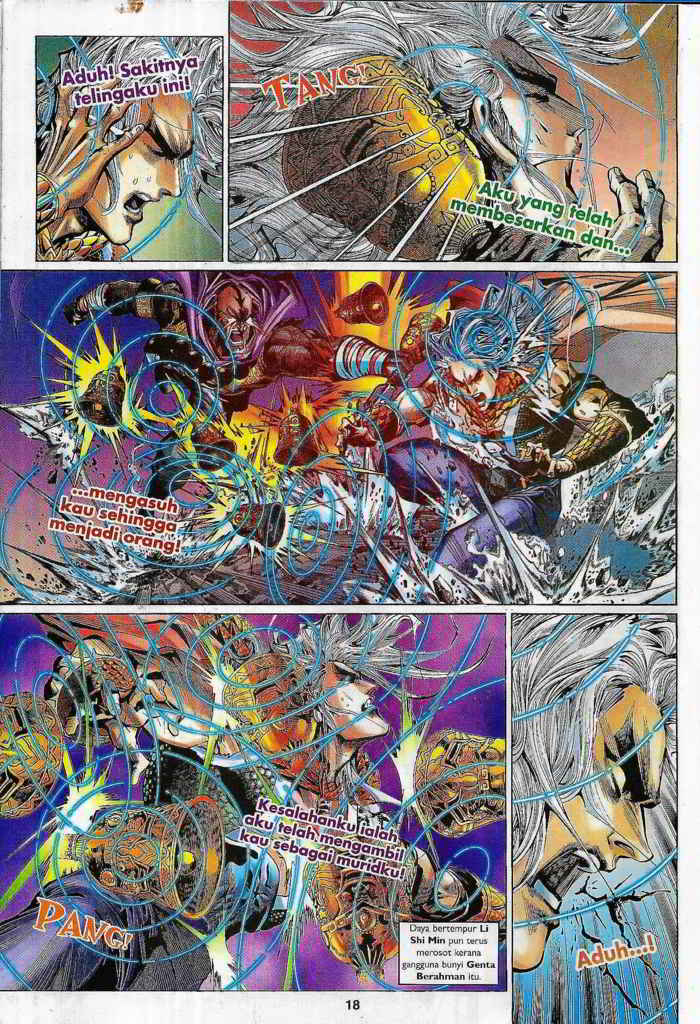 Aduh! Sakitnya
telingaku ini!
TANG!
Aku yang telah
membesarkan dan...
...mengasuh
kau sehingga
menjadi orang!
Kesalahanku ialah
aku telah mengambil
kau sebagai muridku!
PANG!
Daya bertempur Li
Shi Min pun terus
merosot kerana
gangguna bunyi Genta
Berahman itu.
Aduh...!
18